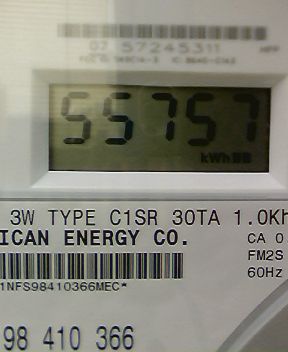 07 57245311
55757
kWh
3W TYPE C1SR 30TA 1.0Kh
ICAN ENERGY CO.
CA 0.
FM2S
60Hz
1NFS98410366MEC*
98 410 366